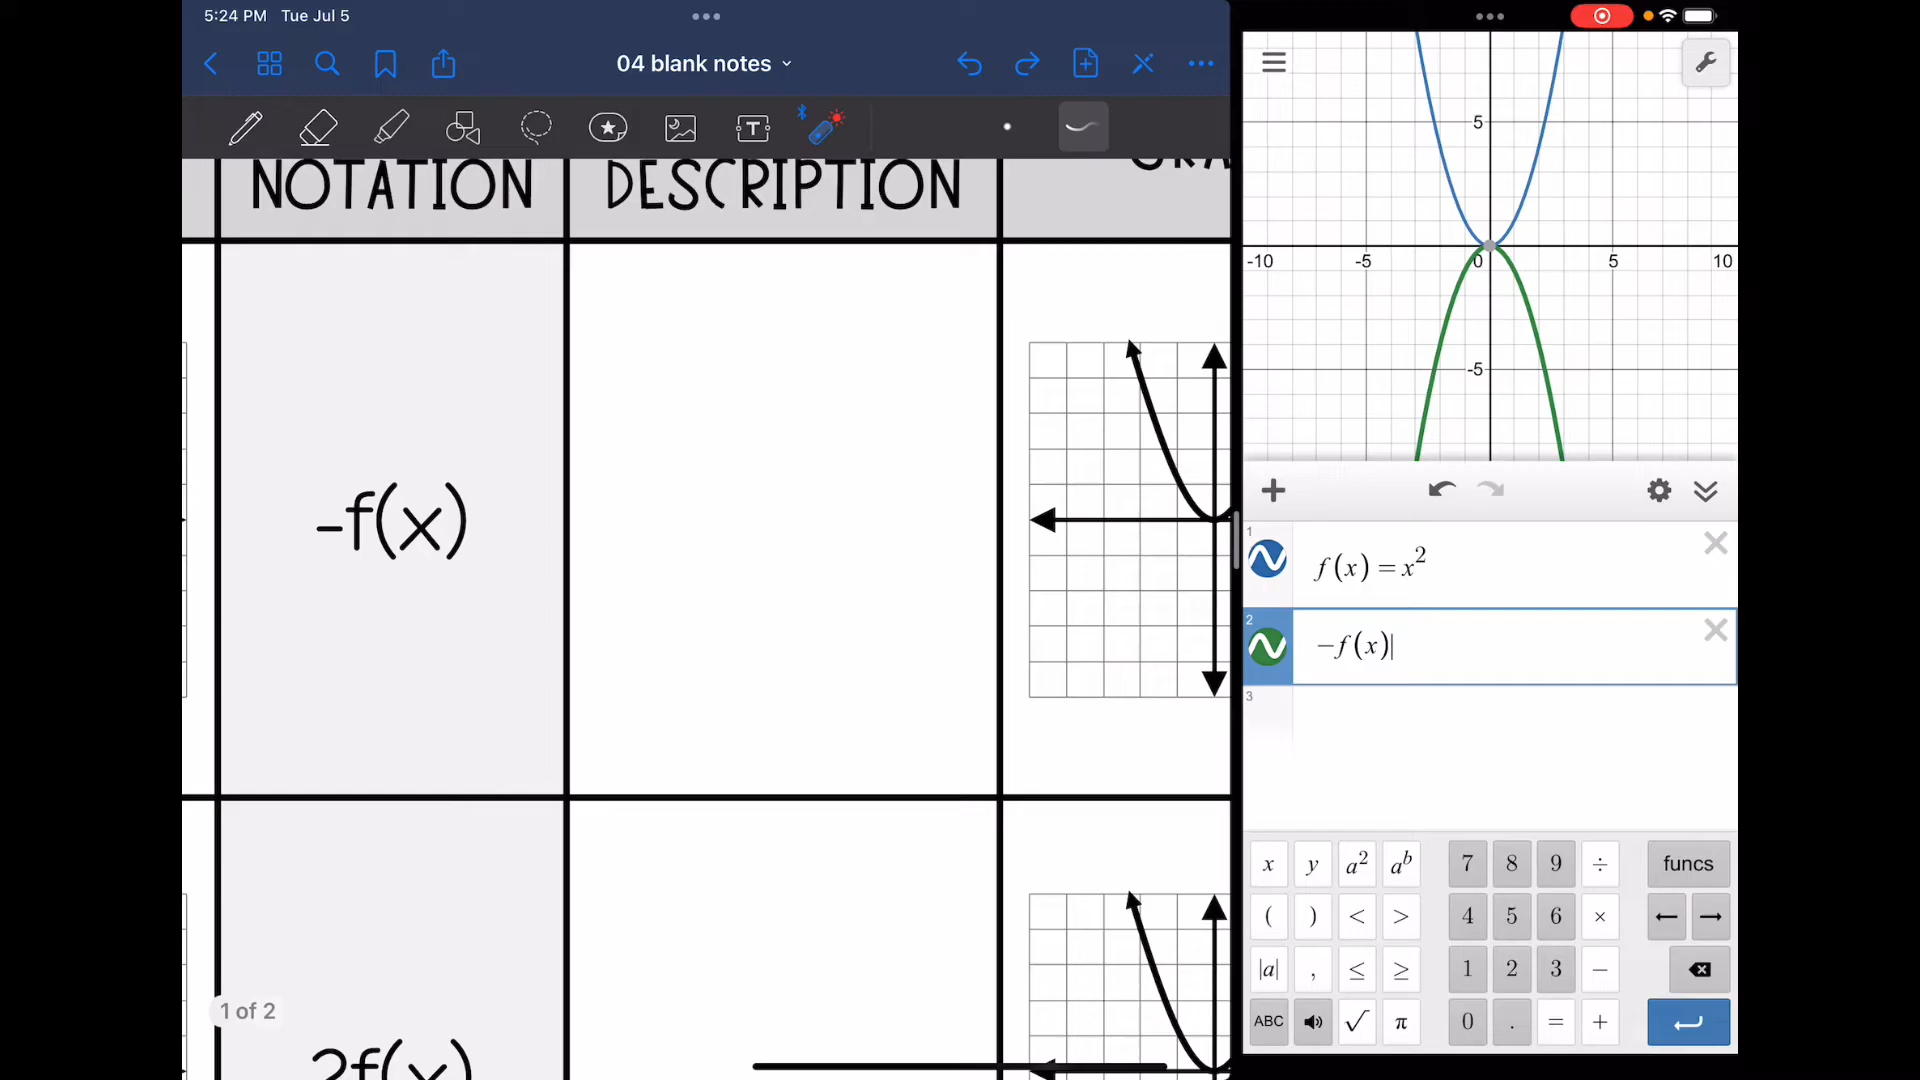 5:24 PM Tue Jul 5
04 blank notes
NOTATION
DESCRIPTION
-f(x)
2f(x)
1 of 2
5
-10 -5 0 5 10
-5
1
f(x) = x²
2
−f(x)
3
x y a² aᵇ 7 8 9 ÷ funcs
( ) < > 4 5 6 × ← →
|a| , ≤ ≥ 1 2 3 −
ABC √ π 0 . = +